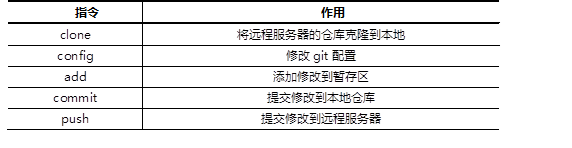 指令 作用
clone 将远程服务器的仓库克隆到本地
config 修改 git 配置
add 添加修改到暂存区
commit 提交修改到本地仓库
push 提交修改到远程服务器